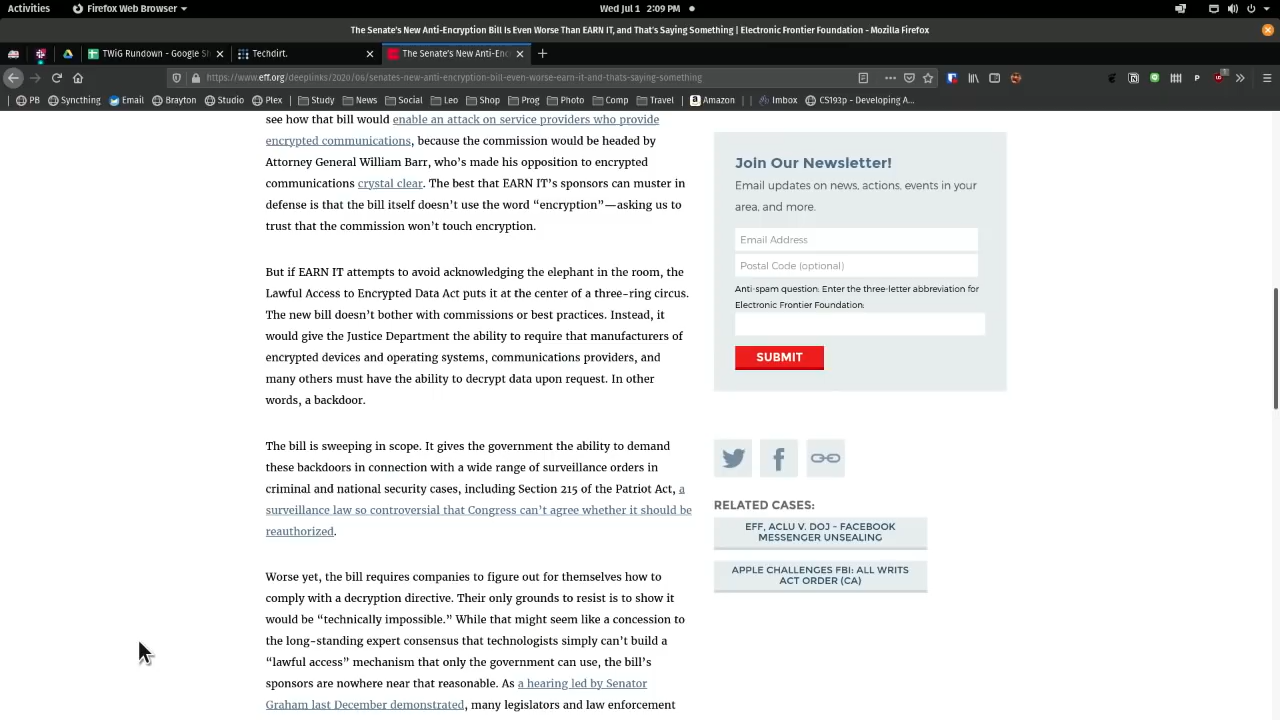 Activities
Firefox Web Browser
Wed Jul 1 2:09 PM
The Senate's New Anti-Encryption Bill Is Even Worse Than EARN IT, and That's Saying Something | Electronic Frontier Foundation - Mozilla Firefox
TWiG Rundown - Google Sh
Techdirt.
The Senate's New Anti-Enc
https://www.eff.org/deeplinks/2020/06/senates-new-anti-encryption-bill-even-worse-earn-it-and-thats-saying-something
PB Syncthing Email Brayton Studio Plex Study News Social Leo Shop Prog Photo Comp Travel Amazon Imbox CS193p - Developing A...
see how that bill would enable an attack on service providers who provide
encrypted communications, because the commission would be headed by
Attorney General William Barr, who's made his opposition to encrypted
communications crystal clear. The best that EARN IT's sponsors can muster in
defense is that the bill itself doesn't use the word “encryption”—asking us to
trust that the commission won't touch encryption.
But if EARN IT attempts to avoid acknowledging the elephant in the room, the
Lawful Access to Encrypted Data Act puts it at the center of a three-ring circus.
The new bill doesn't bother with commissions or best practices. Instead, it
would give the Justice Department the ability to require that manufacturers of
encrypted devices and operating systems, communications providers, and
many others must have the ability to decrypt data upon request. In other
words, a backdoor.
The bill is sweeping in scope. It gives the government the ability to demand
these backdoors in connection with a wide range of surveillance orders in
criminal and national security cases, including Section 215 of the Patriot Act, a
surveillance law so controversial that Congress can't agree whether it should be
reauthorized.
Worse yet, the bill requires companies to figure out for themselves how to
comply with a decryption directive. Their only grounds to resist is to show it
would be “technically impossible.” While that might seem like a concession to
the long-standing expert consensus that technologists simply can't build a
“lawful access” mechanism that only the government can use, the bill's
sponsors are nowhere near that reasonable. As a hearing led by Senator
Graham last December demonstrated, many legislators and law enforcement
Join Our Newsletter!
Email updates on news, actions, events in your
area, and more.
Email Address
Postal Code (optional)
Anti-spam question: Enter the three-letter abbreviation for
Electronic Frontier Foundation:
SUBMIT
RELATED CASES:
EFF, ACLU V. DOJ - FACEBOOK
MESSENGER UNSEALING
APPLE CHALLENGES FBI: ALL WRITS
ACT ORDER (CA)